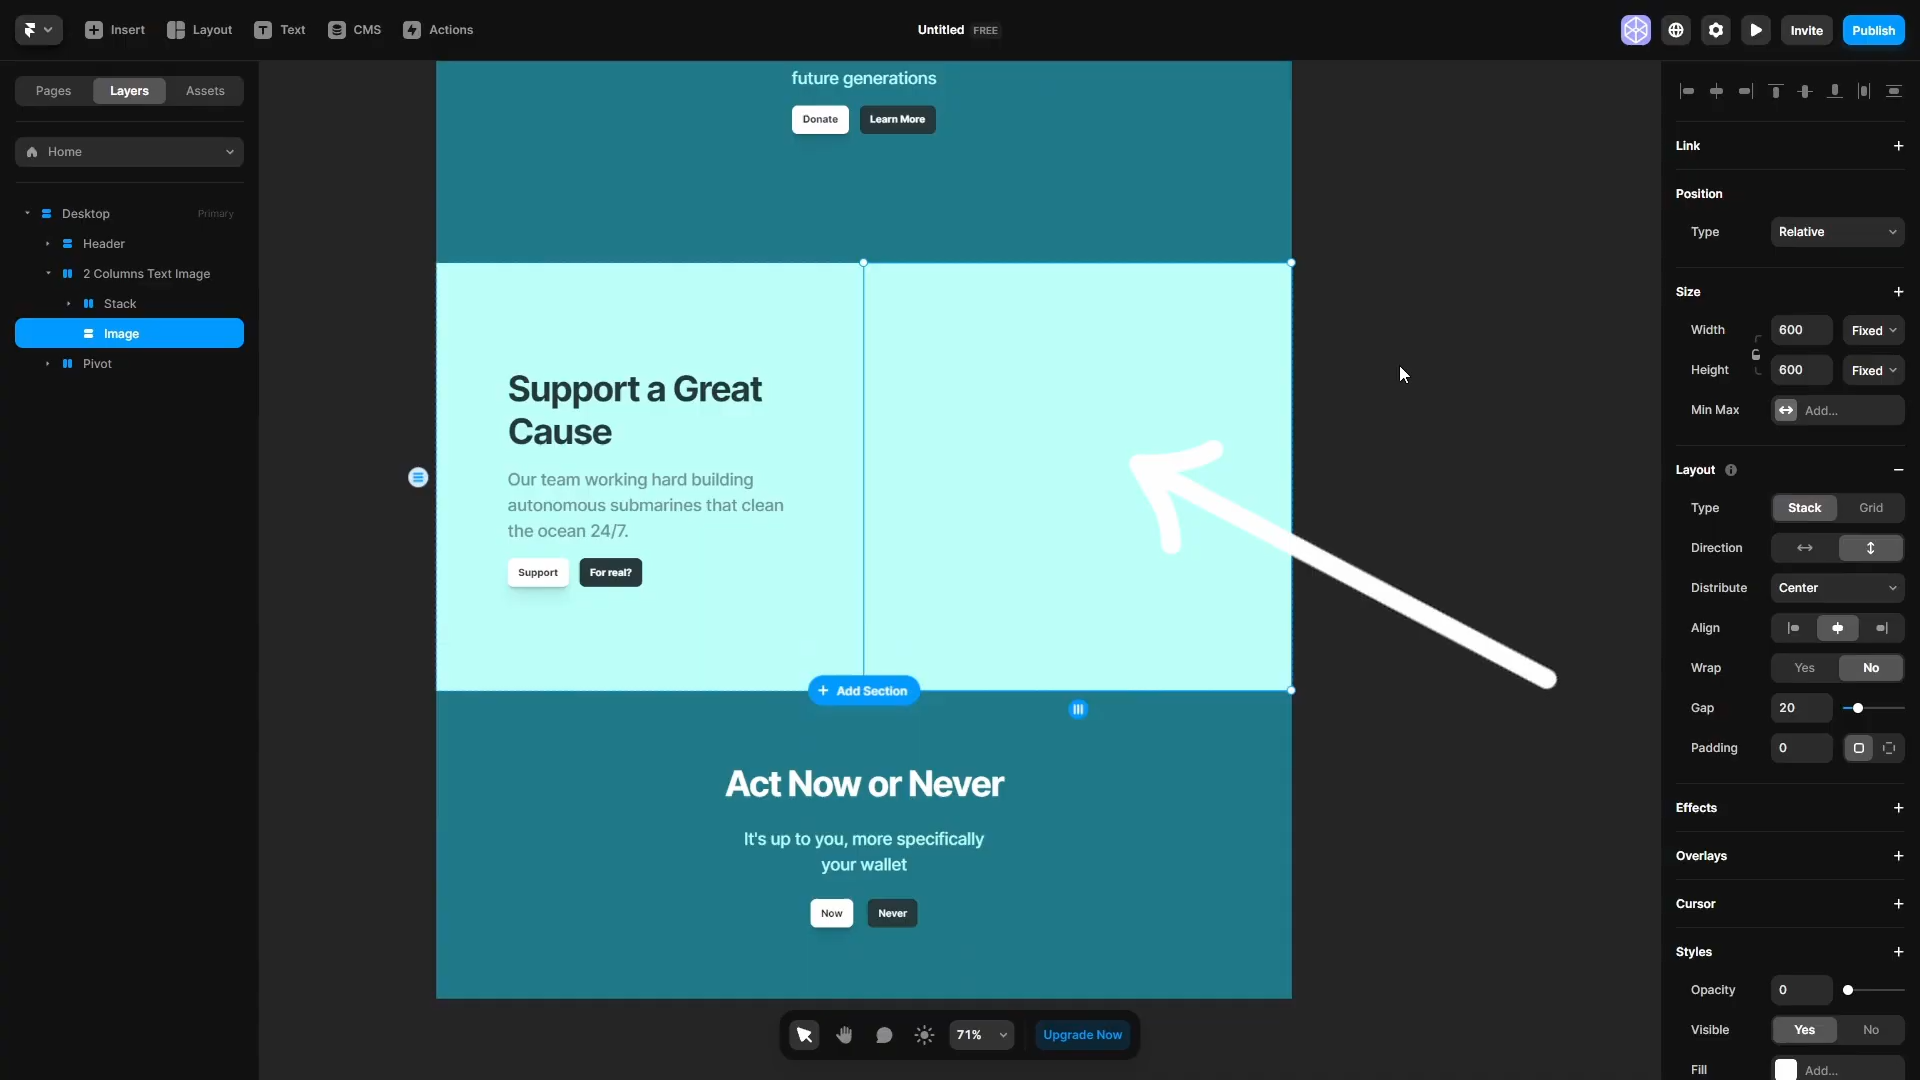 Insert
Layout
Text
CMS
Actions
Untitled FREE
Invite
Publish
Pages
Layers
Assets
Home
Desktop
Primary
Header
2 Columns Text Image
Stack
Image
Pivot
future generations
Donate
Learn More
Support a Great
Cause
Our team working hard building
autonomous submarines that clean
the ocean 24/7.
Support
For real?
+ Add Section
Act Now or Never
It's up to you, more specifically
your wallet
Now
Never
71%
Upgrade Now
Link
Position
Type Relative
Size
Width 600 Fixed
Height 600 Fixed
Min Max Add...
Layout
Type Stack Grid
Direction
Distribute Center
Align
Wrap Yes No
Gap 20
Padding 0
Effects
Overlays
Cursor
Styles
Opacity 0
Visible Yes No
Fill Add...